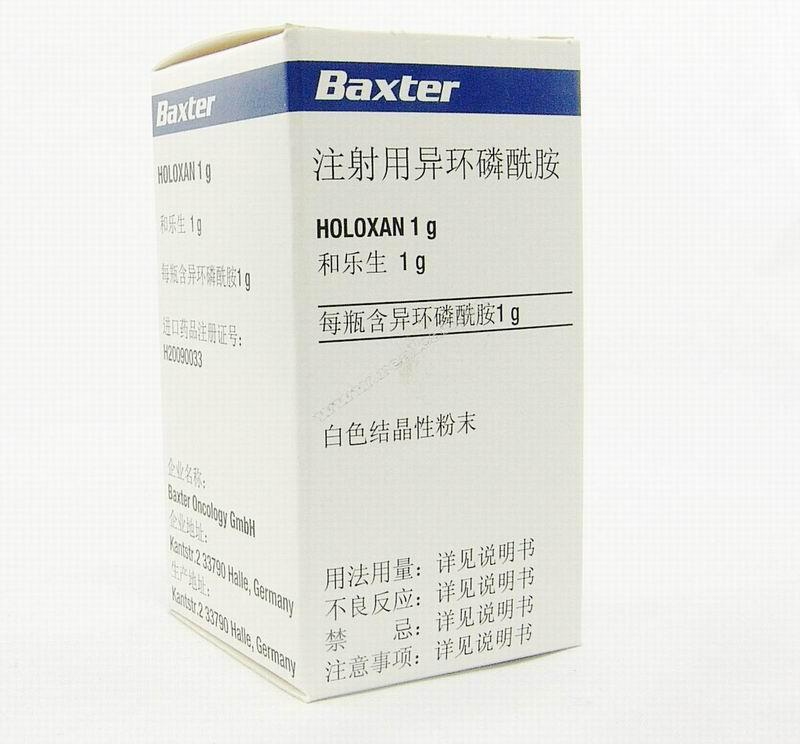 Baxter
HOLOXAN 1 g
和乐生 1 g
每瓶含异环磷酰胺1 g
进口药品注册证号:
H20090033
企业名称:
Baxter Oncology GmbH
企业地址:
Kantstr.2 33790 Halle, Germany
生产地址:
Kantstr.2 33790 Halle, Germany
Baxter
注射用异环磷酰胺
HOLOXAN 1 g
和乐生 1 g
每瓶含异环磷酰胺1 g
白色结晶性粉末
用法用量: 详见说明书
不良反应: 详见说明书
禁 忌: 详见说明书
注意事项: 详见说明书